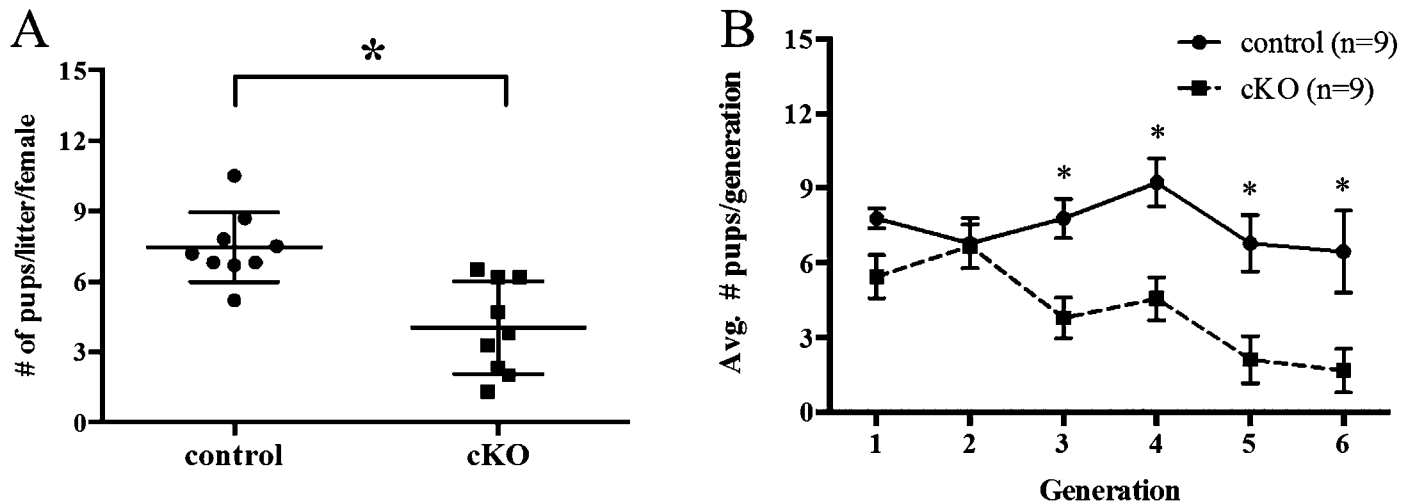 A
# of pups/litter/female
15
12
9
6
3
0
*
control
cKO
B
Avg. # pups/generation
15
12
9
6
3
0
control (n=9)
cKO (n=9)
*
*
*
*
1 2 3 4 5 6
Generation